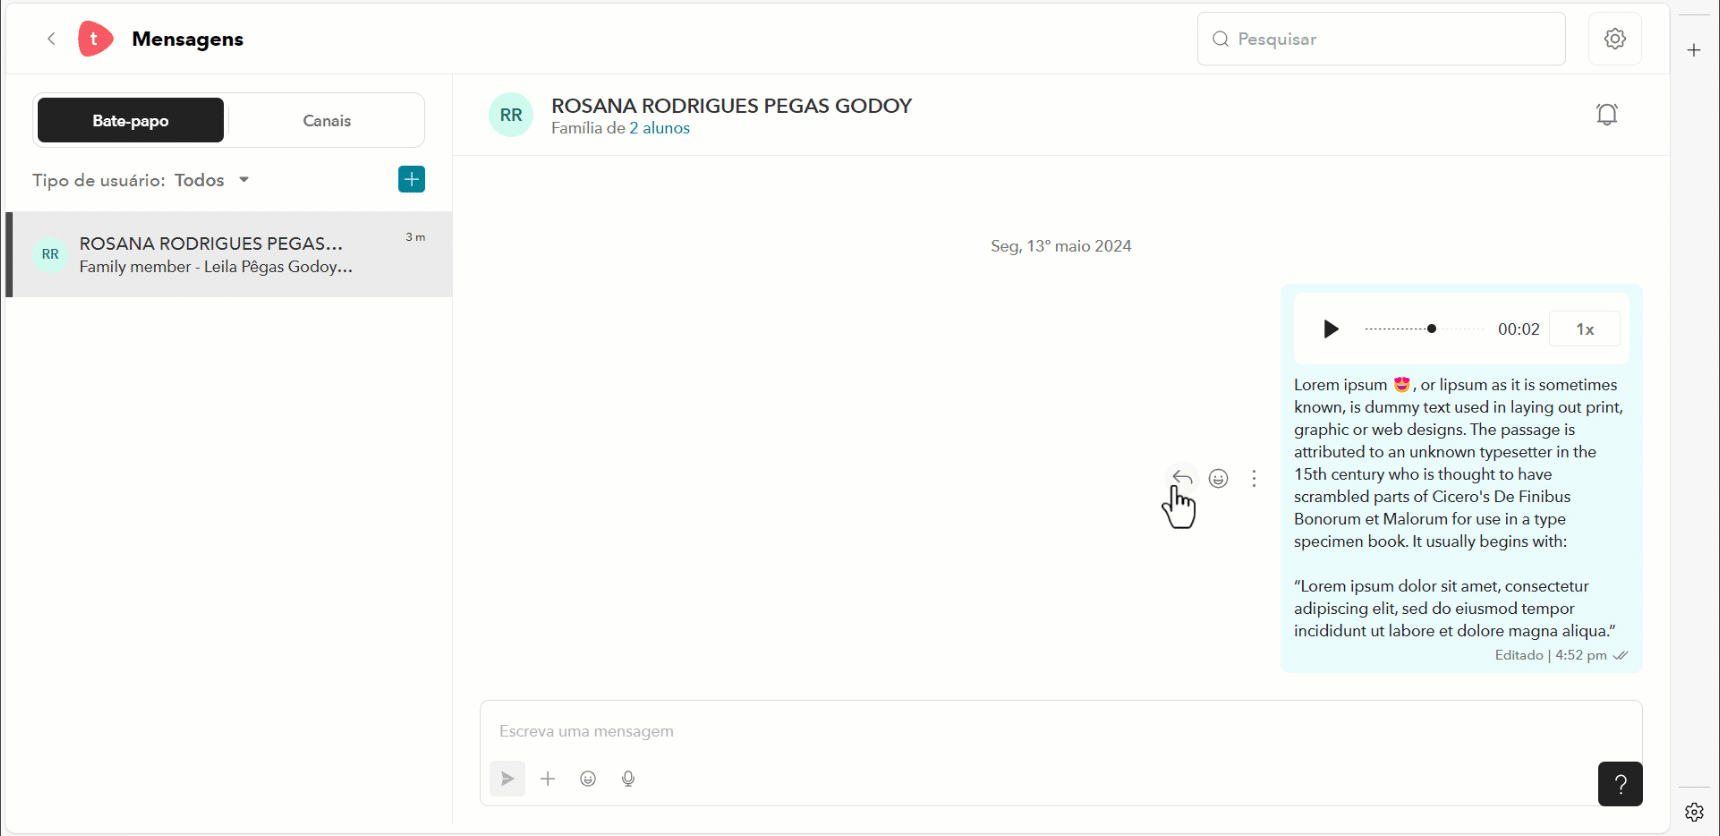 t Mensagens
Pesquisar
Bate-papo Canais
Tipo de usuário: Todos
RR ROSANA RODRIGUES PEGAS... 3 m
Family member - Leila Pêgas Godoy...
RR ROSANA RODRIGUES PEGAS GODOY
Família de 2 alunos
Seg, 13º maio 2024
00:02 1x
Lorem ipsum 😍, or lipsum as it is sometimes
known, is dummy text used in laying out print,
graphic or web designs. The passage is
attributed to an unknown typesetter in the
15th century who is thought to have
scrambled parts of Cicero's De Finibus
Bonorum et Malorum for use in a type
specimen book. It usually begins with:
“Lorem ipsum dolor sit amet, consectetur
adipiscing elit, sed do eiusmod tempor
incididunt ut labore et dolore magna aliqua.”
Editado | 4:52 pm
Escreva uma mensagem
?